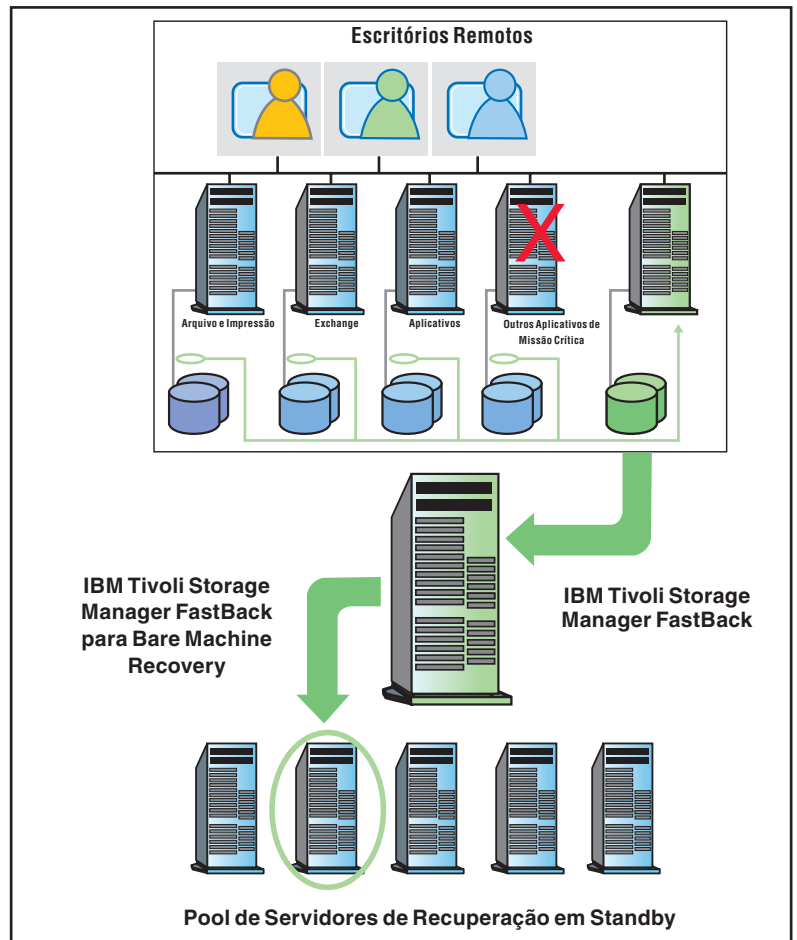 Escritórios Remotos
Arquivo e Impressão
Exchange
Aplicativos
Outros Aplicativos de
Missão Crítica
IBM Tivoli Storage
Manager FastBack
para Bare Machine
Recovery
IBM Tivoli Storage
Manager FastBack
Pool de Servidores de Recuperação em Standby